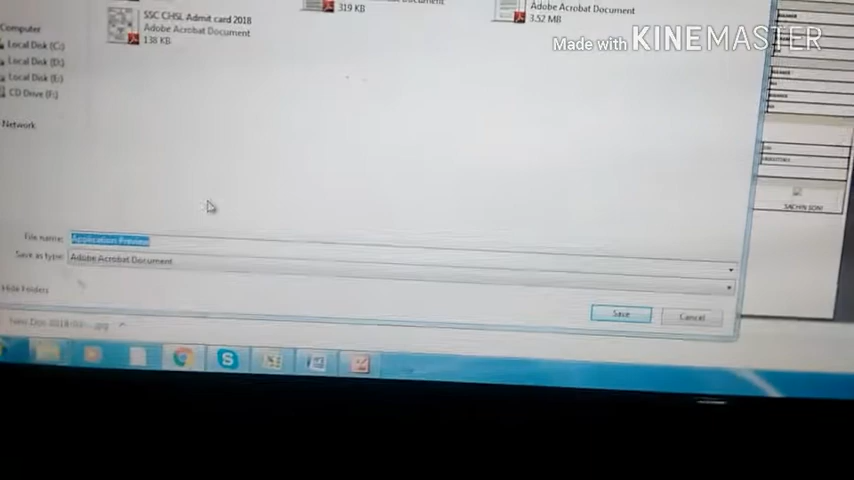 SSC CHSL Admit card 2018
Adobe Acrobat Document
138 KB
319 KB
Adobe Acrobat Document
3.52 MB
Made with KINEMASTER
Computer
Local Disk (C:)
Local Disk (D:)
Local Disk (E:)
CD Drive (F:)
Network
SACHIN SONI
File name: Application Preview
Save as type: Adobe Acrobat Document
Hide Folders
Save
Cancel